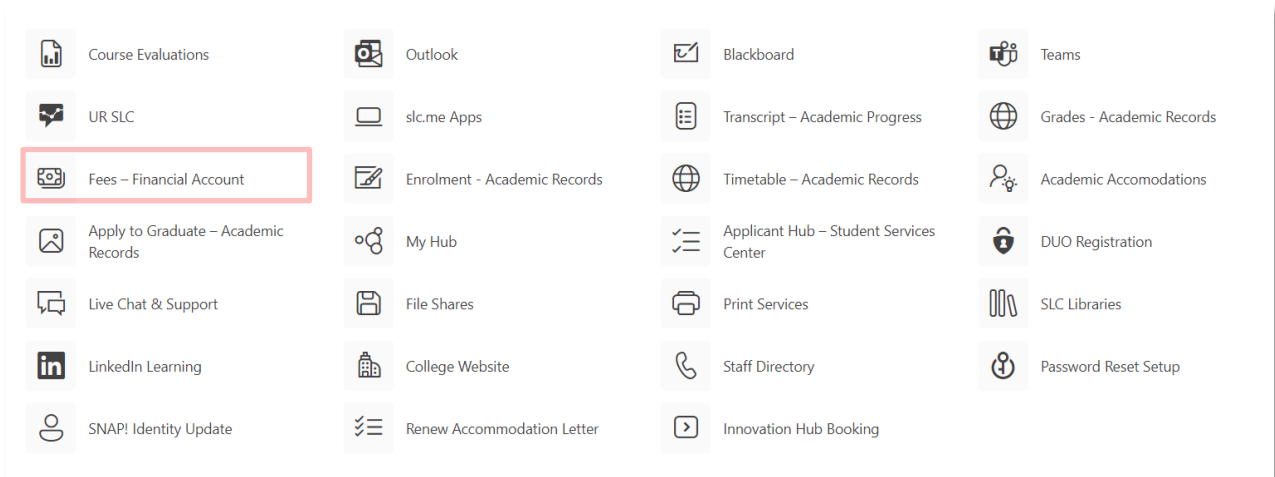 Course Evaluations
Outlook
Blackboard
Teams
UR SLC
slc.me Apps
Transcript – Academic Progress
Grades - Academic Records
Fees – Financial Account
Enrolment - Academic Records
Timetable – Academic Records
Academic Accomodations
Apply to Graduate – Academic
Records
My Hub
Applicant Hub – Student Services
Center
DUO Registration
Live Chat & Support
File Shares
Print Services
SLC Libraries
LinkedIn Learning
College Website
Staff Directory
Password Reset Setup
SNAP! Identity Update
Renew Accommodation Letter
Innovation Hub Booking